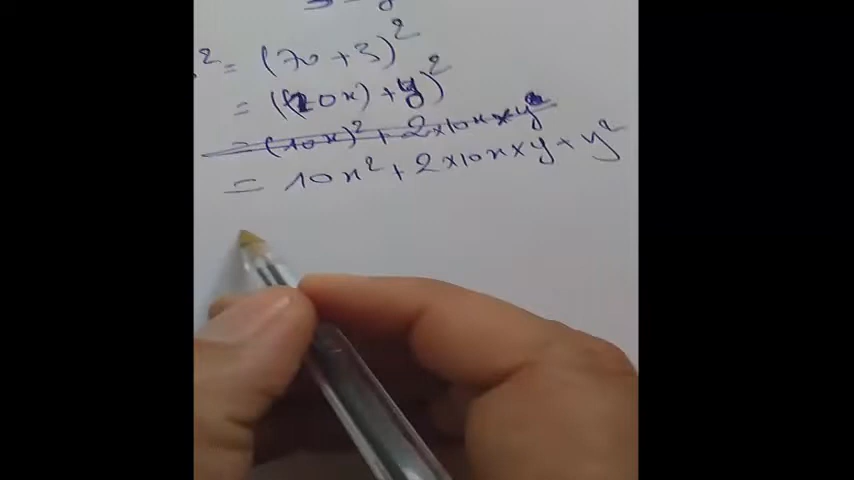 ² = (70 + 3)²
= ((10x) + y)²
= (10x)² + 2×10x×y²
= 10x² + 2×10x×y + y²